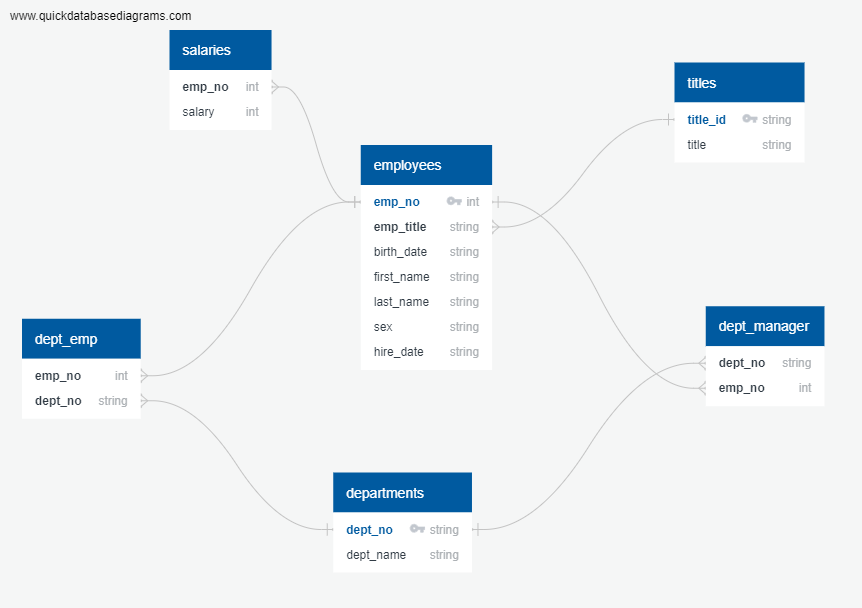 www.quickdatabasediagrams.com
salaries
emp_no int
salary int
titles
title_id string
title string
employees
emp_no int
emp_title string
birth_date string
first_name string
last_name string
sex string
hire_date string
dept_emp
emp_no int
dept_no string
dept_manager
dept_no string
emp_no int
departments
dept_no string
dept_name string